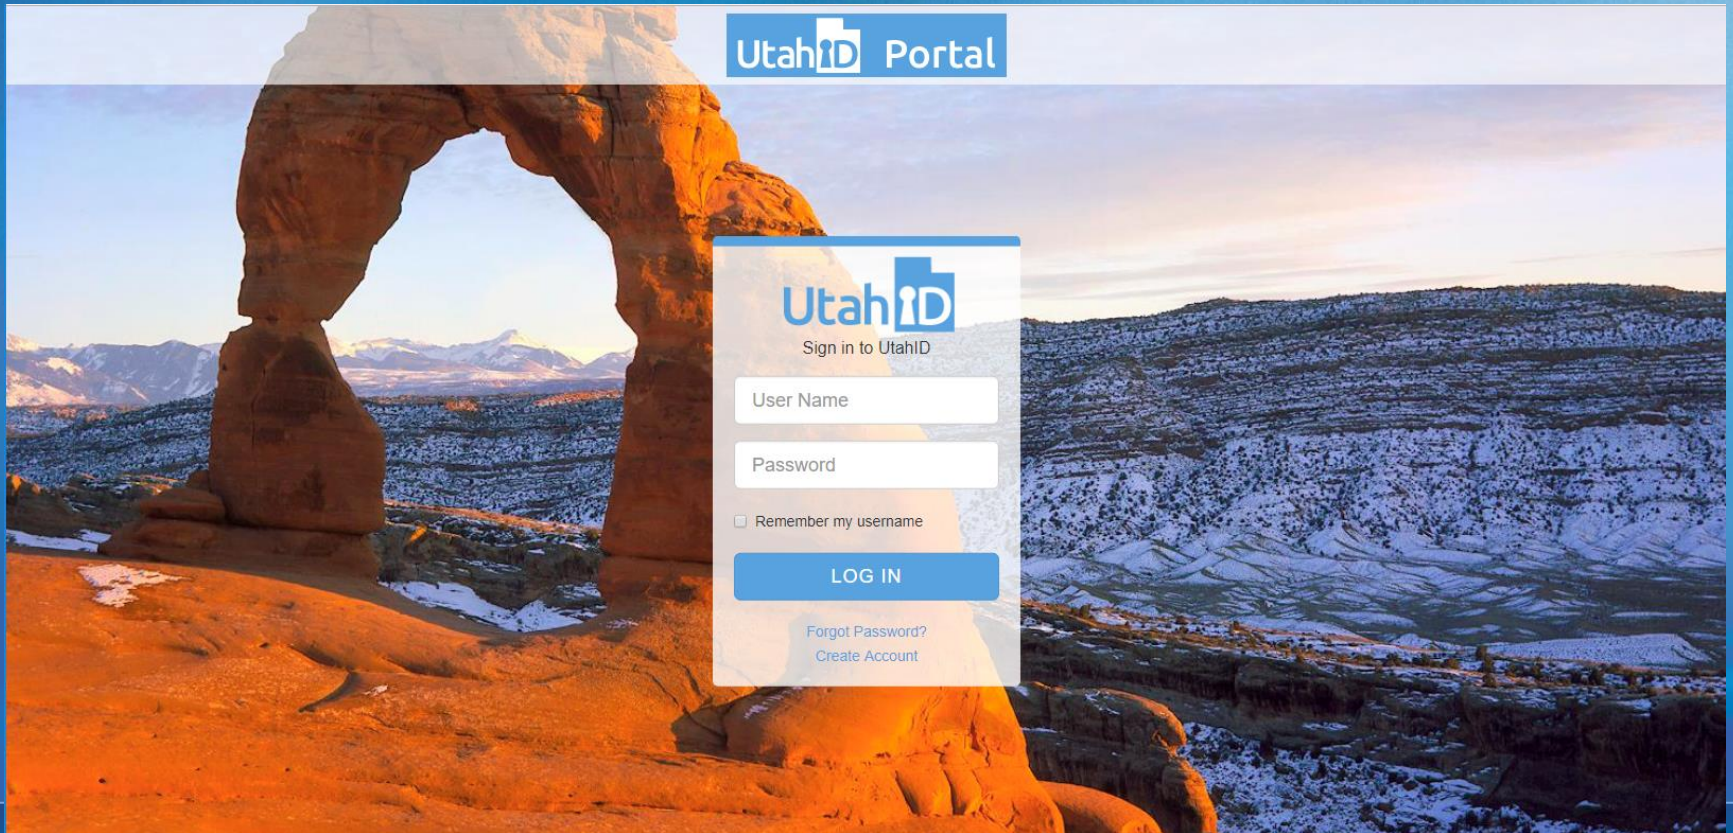 UtahID Portal
UtahID
Sign in to UtahID
User Name
Password
Remember my username
LOG IN
Forgot Password?
Create Account